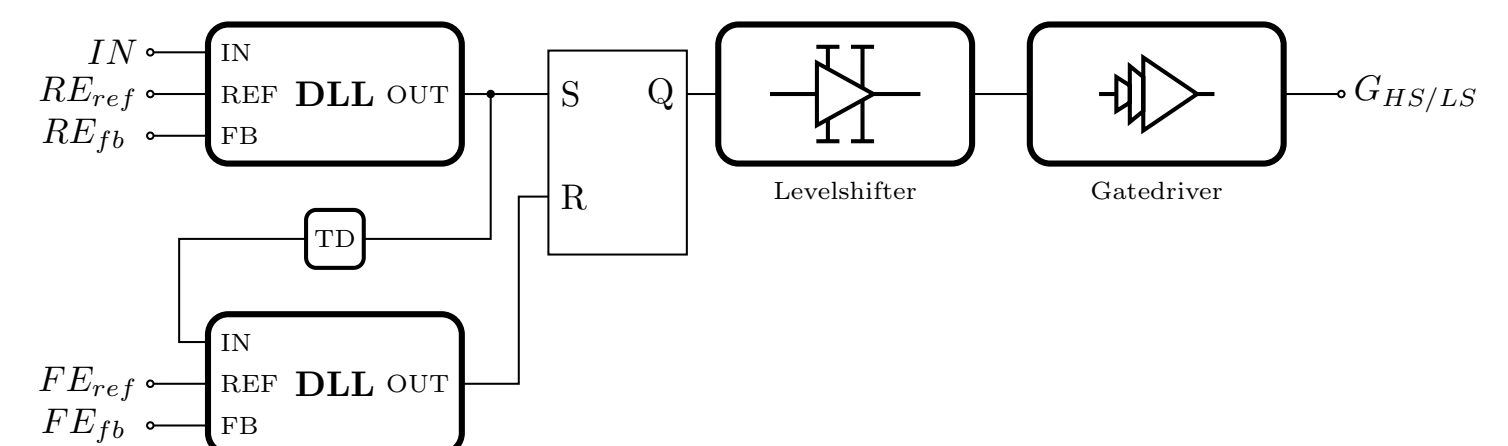 IN
RE_ref
RE_fb
IN
REF DLL OUT
FB
S Q
R
Levelshifter
Gatedriver
G_HS/LS
TD
FE_ref
FE_fb
IN
REF DLL OUT
FB